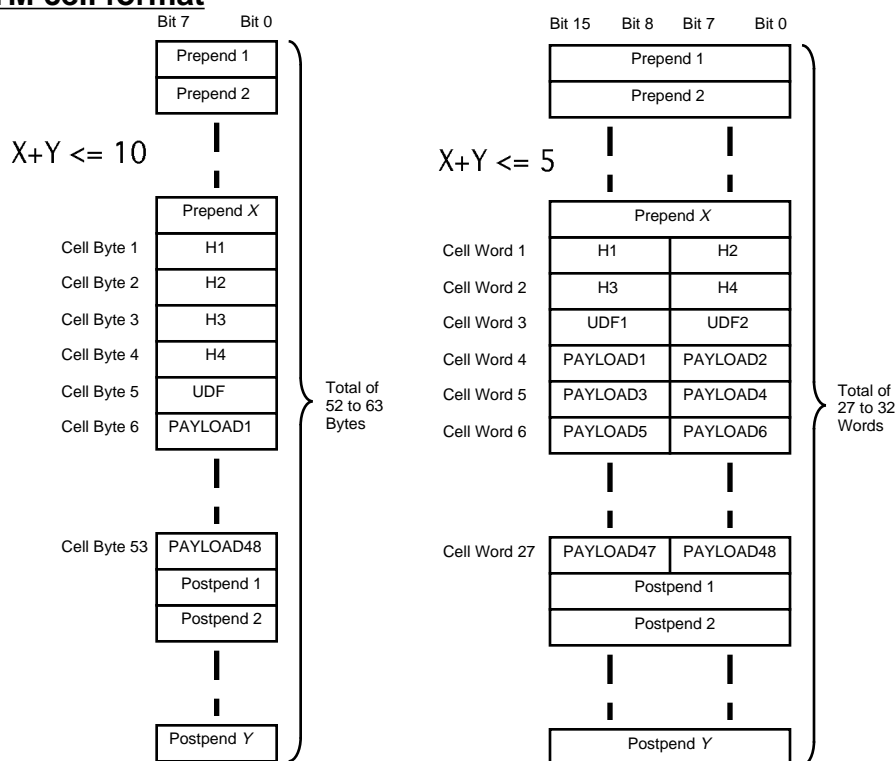 cell format
Bit 7 Bit 0
Prepend 1
Prepend 2
X+Y <= 10
Prepend X
Cell Byte 1 H1
Cell Byte 2 H2
Cell Byte 3 H3
Cell Byte 4 H4
Cell Byte 5 UDF
Cell Byte 6 PAYLOAD1
Total of
52 to 63
Bytes
Cell Byte 53 PAYLOAD48
Postpend 1
Postpend 2
Postpend Y
Bit 15 Bit 8 Bit 7 Bit 0
Prepend 1
Prepend 2
X+Y <= 5
Prepend X
Cell Word 1 H1 H2
Cell Word 2 H3 H4
Cell Word 3 UDF1 UDF2
Cell Word 4 PAYLOAD1 PAYLOAD2
Cell Word 5 PAYLOAD3 PAYLOAD4
Cell Word 6 PAYLOAD5 PAYLOAD6
Total of
27 to 32
Words
Cell Word 27 PAYLOAD47 PAYLOAD48
Postpend 1
Postpend 2
Postpend Y